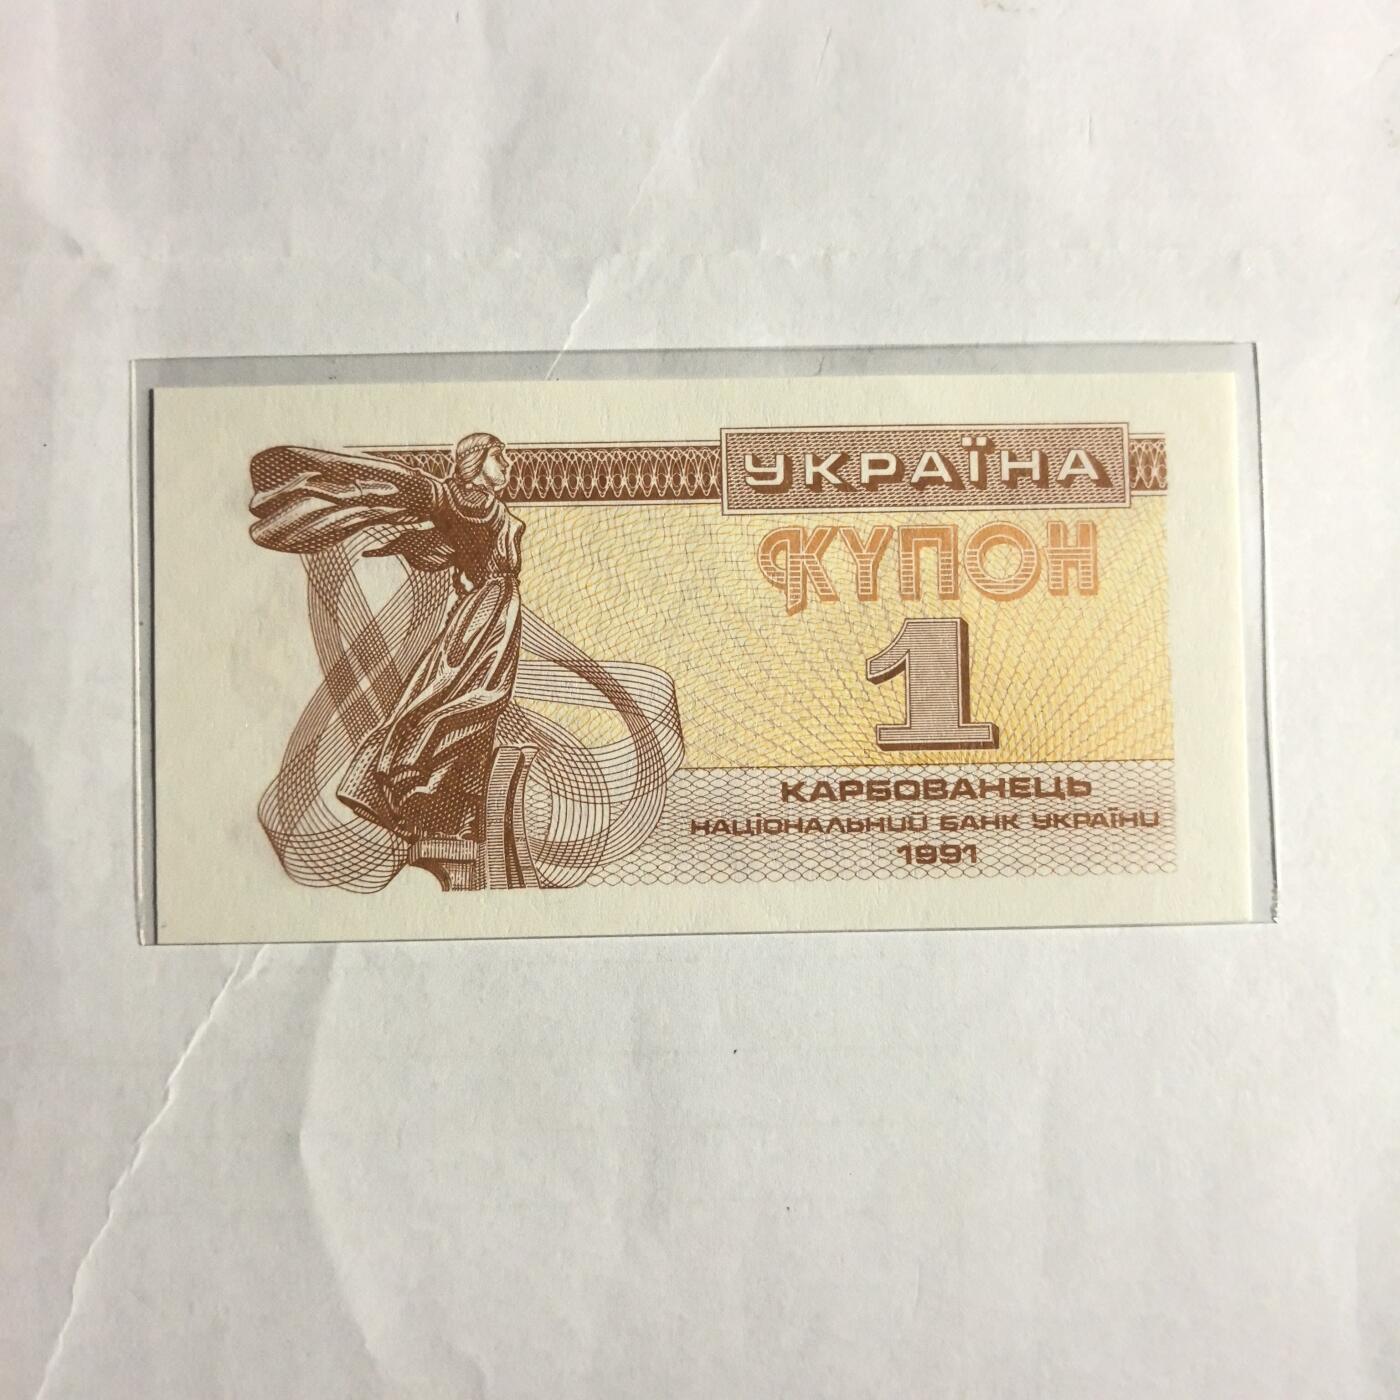 УКРАЇНА
КУПОН
1
КАРБОВАНЕЦЬ
НАЦІОНАЛЬНИЙ БАНК УКРАЇНИ
1991